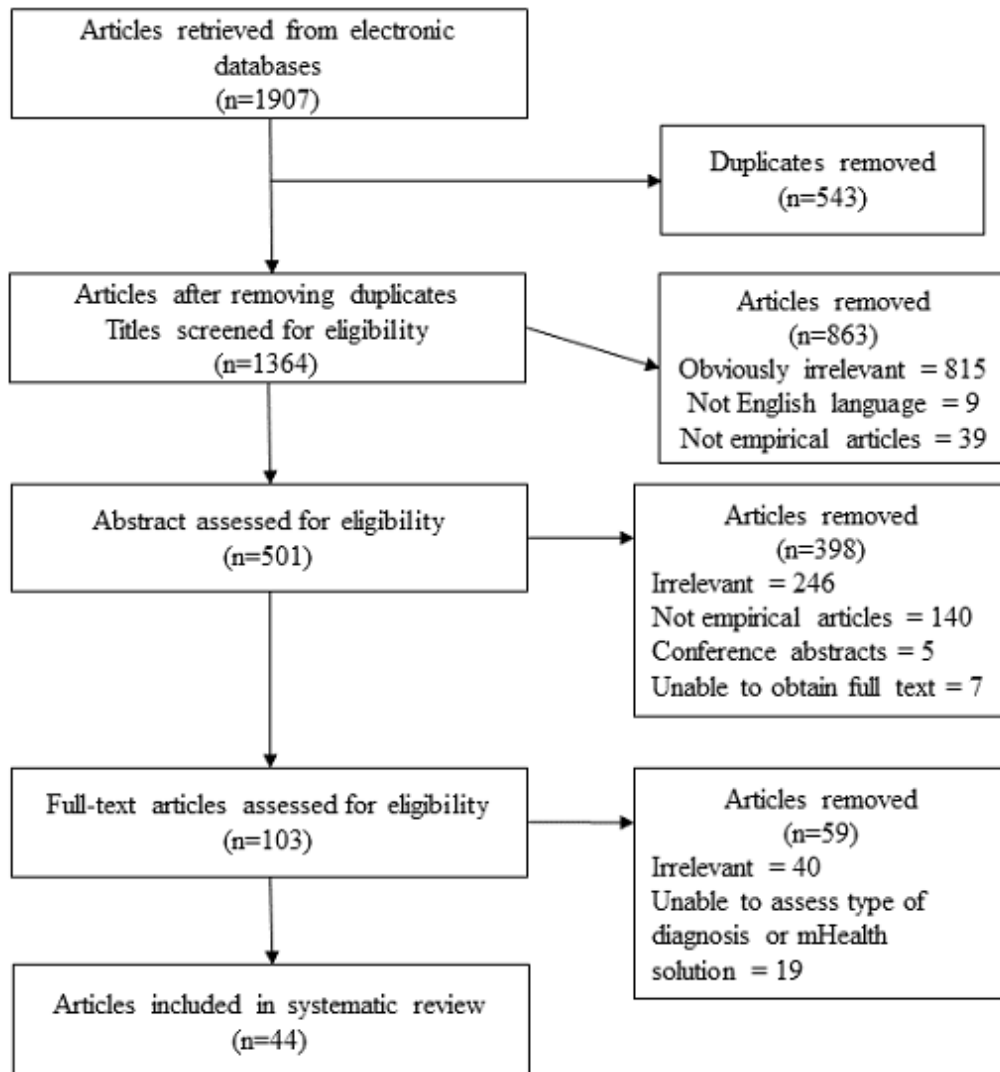 Articles retrieved from electronic
databases
(n=1907)
Duplicates removed
(n=543)
Articles after removing duplicates
Titles screened for eligibility
(n=1364)
Articles removed
(n=863)
Obviously irrelevant = 815
Not English language = 9
Not empirical articles = 39
Abstract assessed for eligibility
(n=501)
Articles removed
(n=398)
Irrelevant = 246
Not empirical articles = 140
Conference abstracts = 5
Unable to obtain full text = 7
Full-text articles assessed for eligibility
(n=103)
Articles removed
(n=59)
Irrelevant = 40
Unable to assess type of
diagnosis or mHealth
solution = 19
Articles included in systematic review
(n=44)